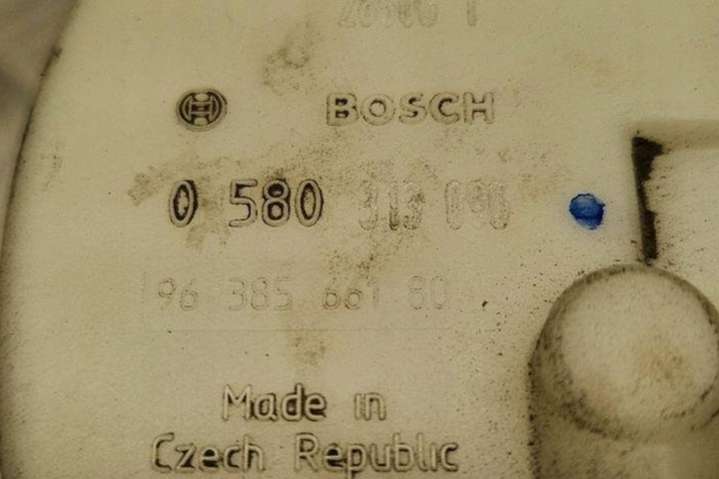 BOSCH
0 580 313
96 385 661 80
Made in
Czech Republic